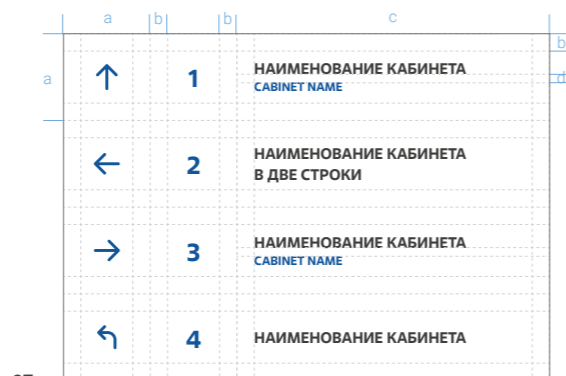 a b b c
b
a d
1 НАИМЕНОВАНИЕ КАБИНЕТА
CABINET NAME
2 НАИМЕНОВАНИЕ КАБИНЕТА
В ДВЕ СТРОКИ
3 НАИМЕНОВАНИЕ КАБИНЕТА
CABINET NAME
4 НАИМЕНОВАНИЕ КАБИНЕТА